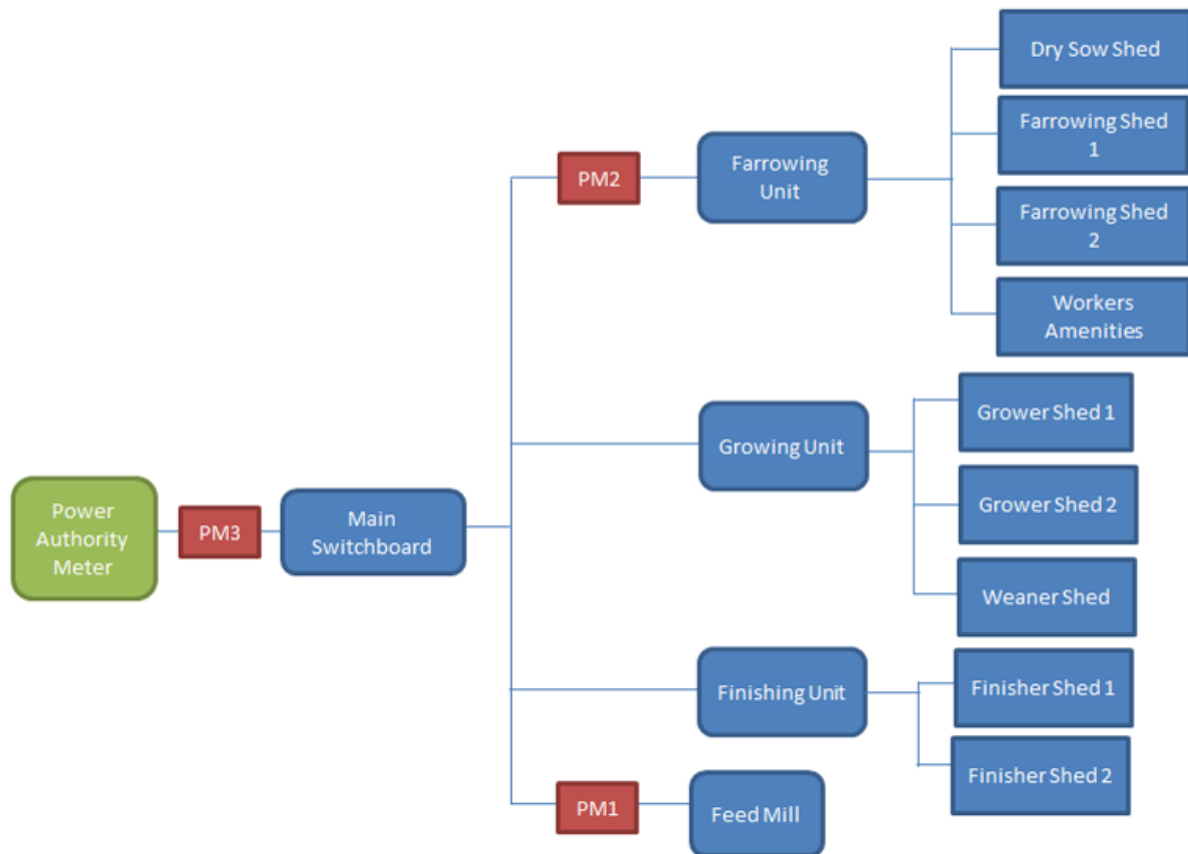 Dry Sow Shed
Farrowing Shed
1
PM2
Farrowing
Unit
Farrowing Shed
2
Workers
Amenities
Grower Shed 1
Growing Unit
Grower Shed 2
Power
Authority
Meter
PM3
Main
Switchboard
Weaner Shed
Finishing Unit
Finisher Shed 1
Finisher Shed 2
PM1
Feed Mill